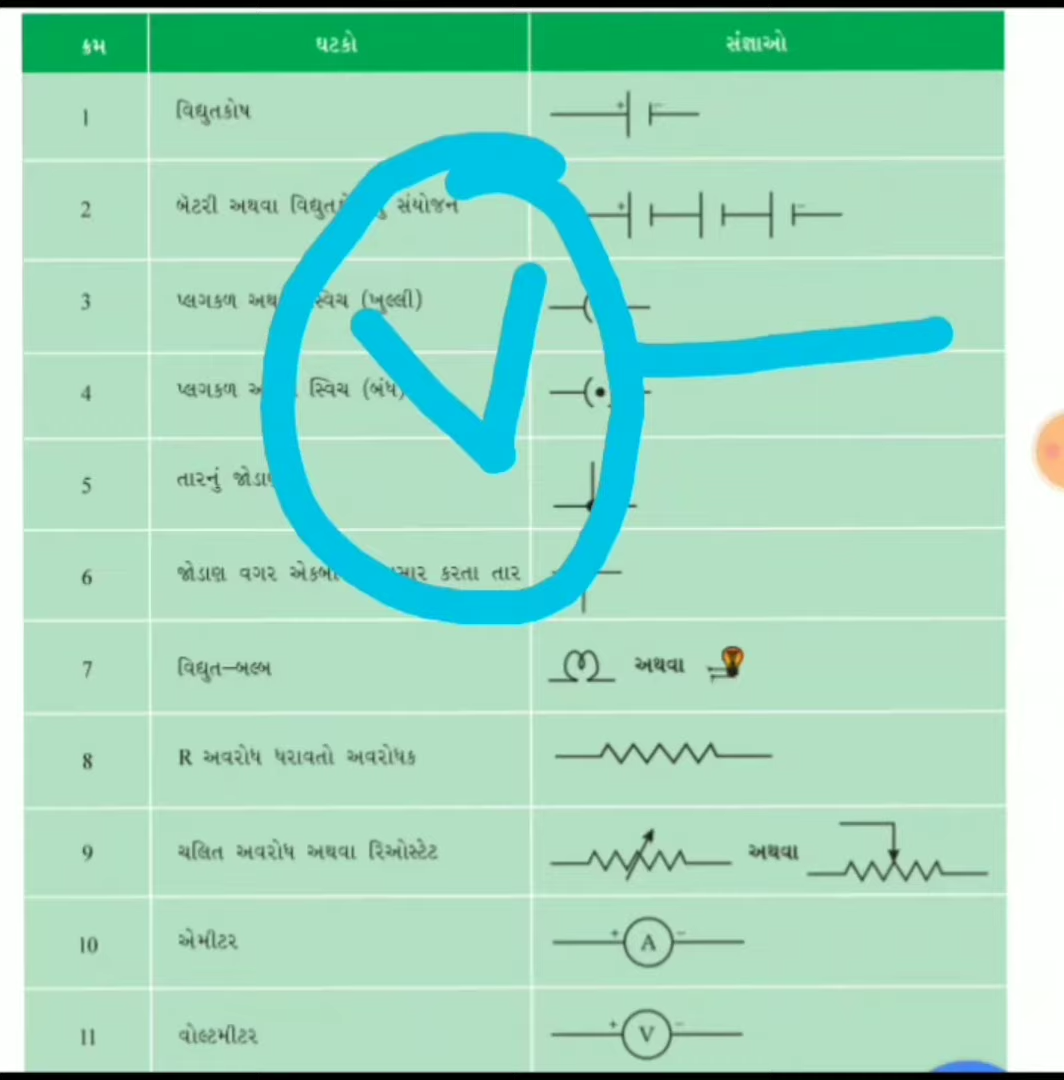 ક્રમ ઘટકો સંજ્ઞાઓ
1 વિદ્યુતકોષ + -
2 બૅટરી અથવા સંયોજન + -
3 પ્લગકળ (ખુલ્લી)
4 પ્લગકળ સ્વિચ (બંધ)
5 તારનું
6 જોડાણ વગર કરતા તાર
7 વિદ્યુત–બલ્બ અથવા
8 R અવરોધ ધરાવતો અવરોધક
9 ચલિત અવરોધ અથવા રિઓસ્ટેટ અથવા
10 એમીટર + A -
11 વોલ્ટમીટર + V -
V